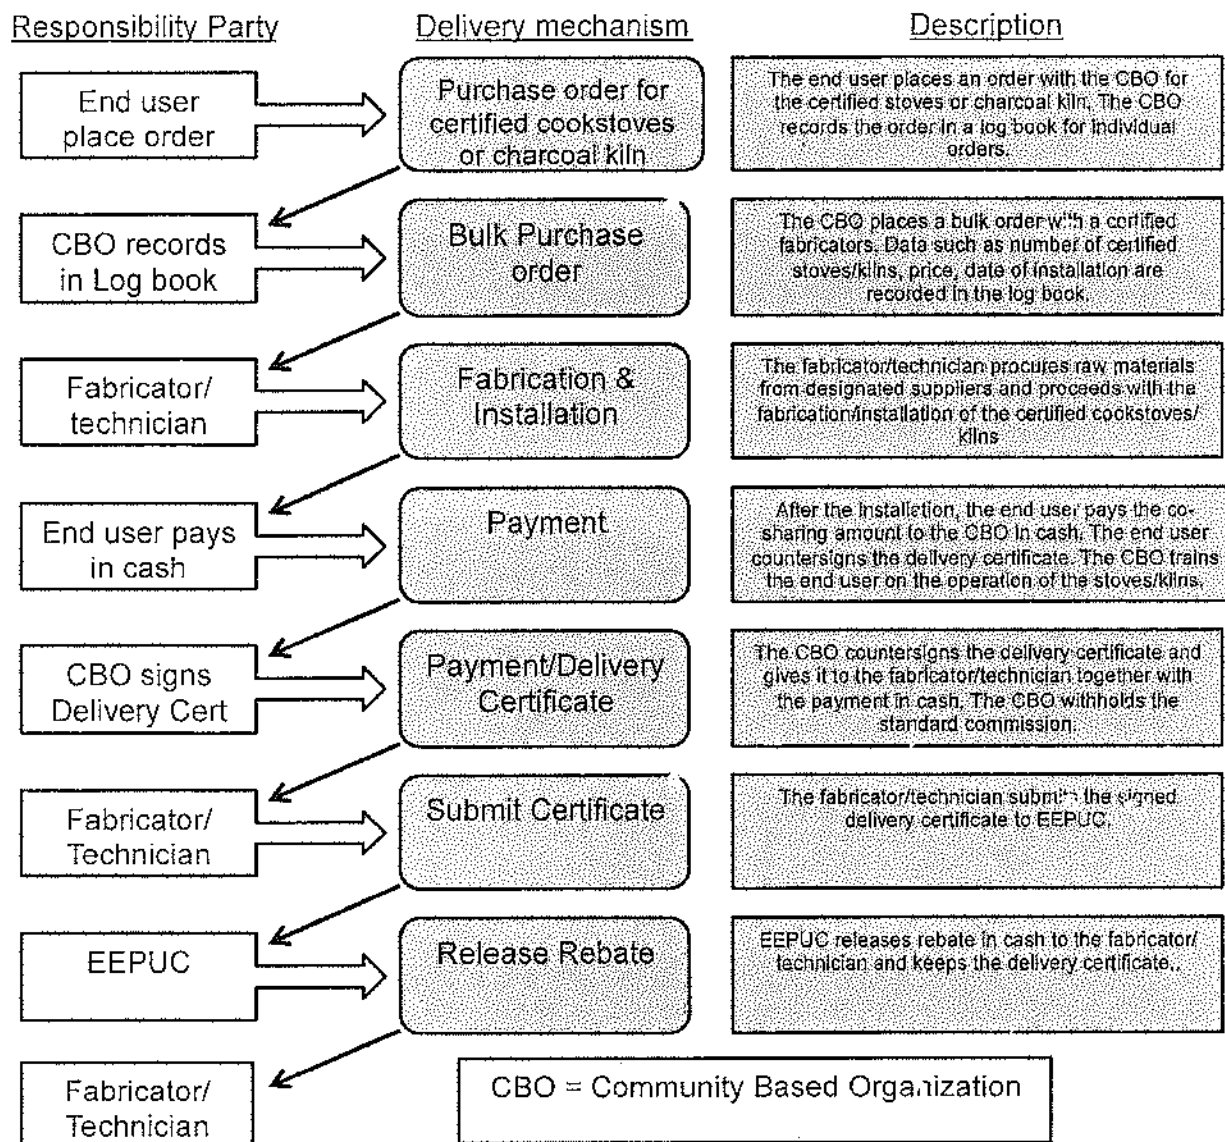 Responsibility Party
Delivery mechanism
Description
End user
place order
Purchase order for
certified cookstoves
or charcoal kiln
The end user places an order with the CBO for
the certified stoves or charcoal kiln. The CBO
records the order in a log book for individual
orders.
CBO records
in Log book
Bulk Purchase
order
The CBO places a bulk order with a certified
fabricators. Data such as number of certified
stoves/kilns, price, date of installation are
recorded in the log book.
Fabricator/
technician
Fabrication &
Installation
The fabricator/technician procures raw materials
from designated suppliers and proceeds with the
fabrication/installation of the certified cookstoves/
kilns
End user pays
in cash
Payment
After the installation, the end user pays the co-
sharing amount to the CBO in cash. The end user
countersigns the delivery certificate. The CBO trains
the end user on the operation of the stoves/kilns.
CBO signs
Delivery Cert
Payment/Delivery
Certificate
The CBO countersigns the delivery certificate and
gives it to the fabricator/technician together with
the payment in cash. The CBO withholds the
standard commission.
Fabricator/
Technician
Submit Certificate
The fabricator/technician submits the signed
delivery certificate to EEPUC.
EEPUC
Release Rebate
EEPUC releases rebate in cash to the fabricator/
technician and keeps the delivery certificate..
Fabricator/
Technician
CBO = Community Based Organization